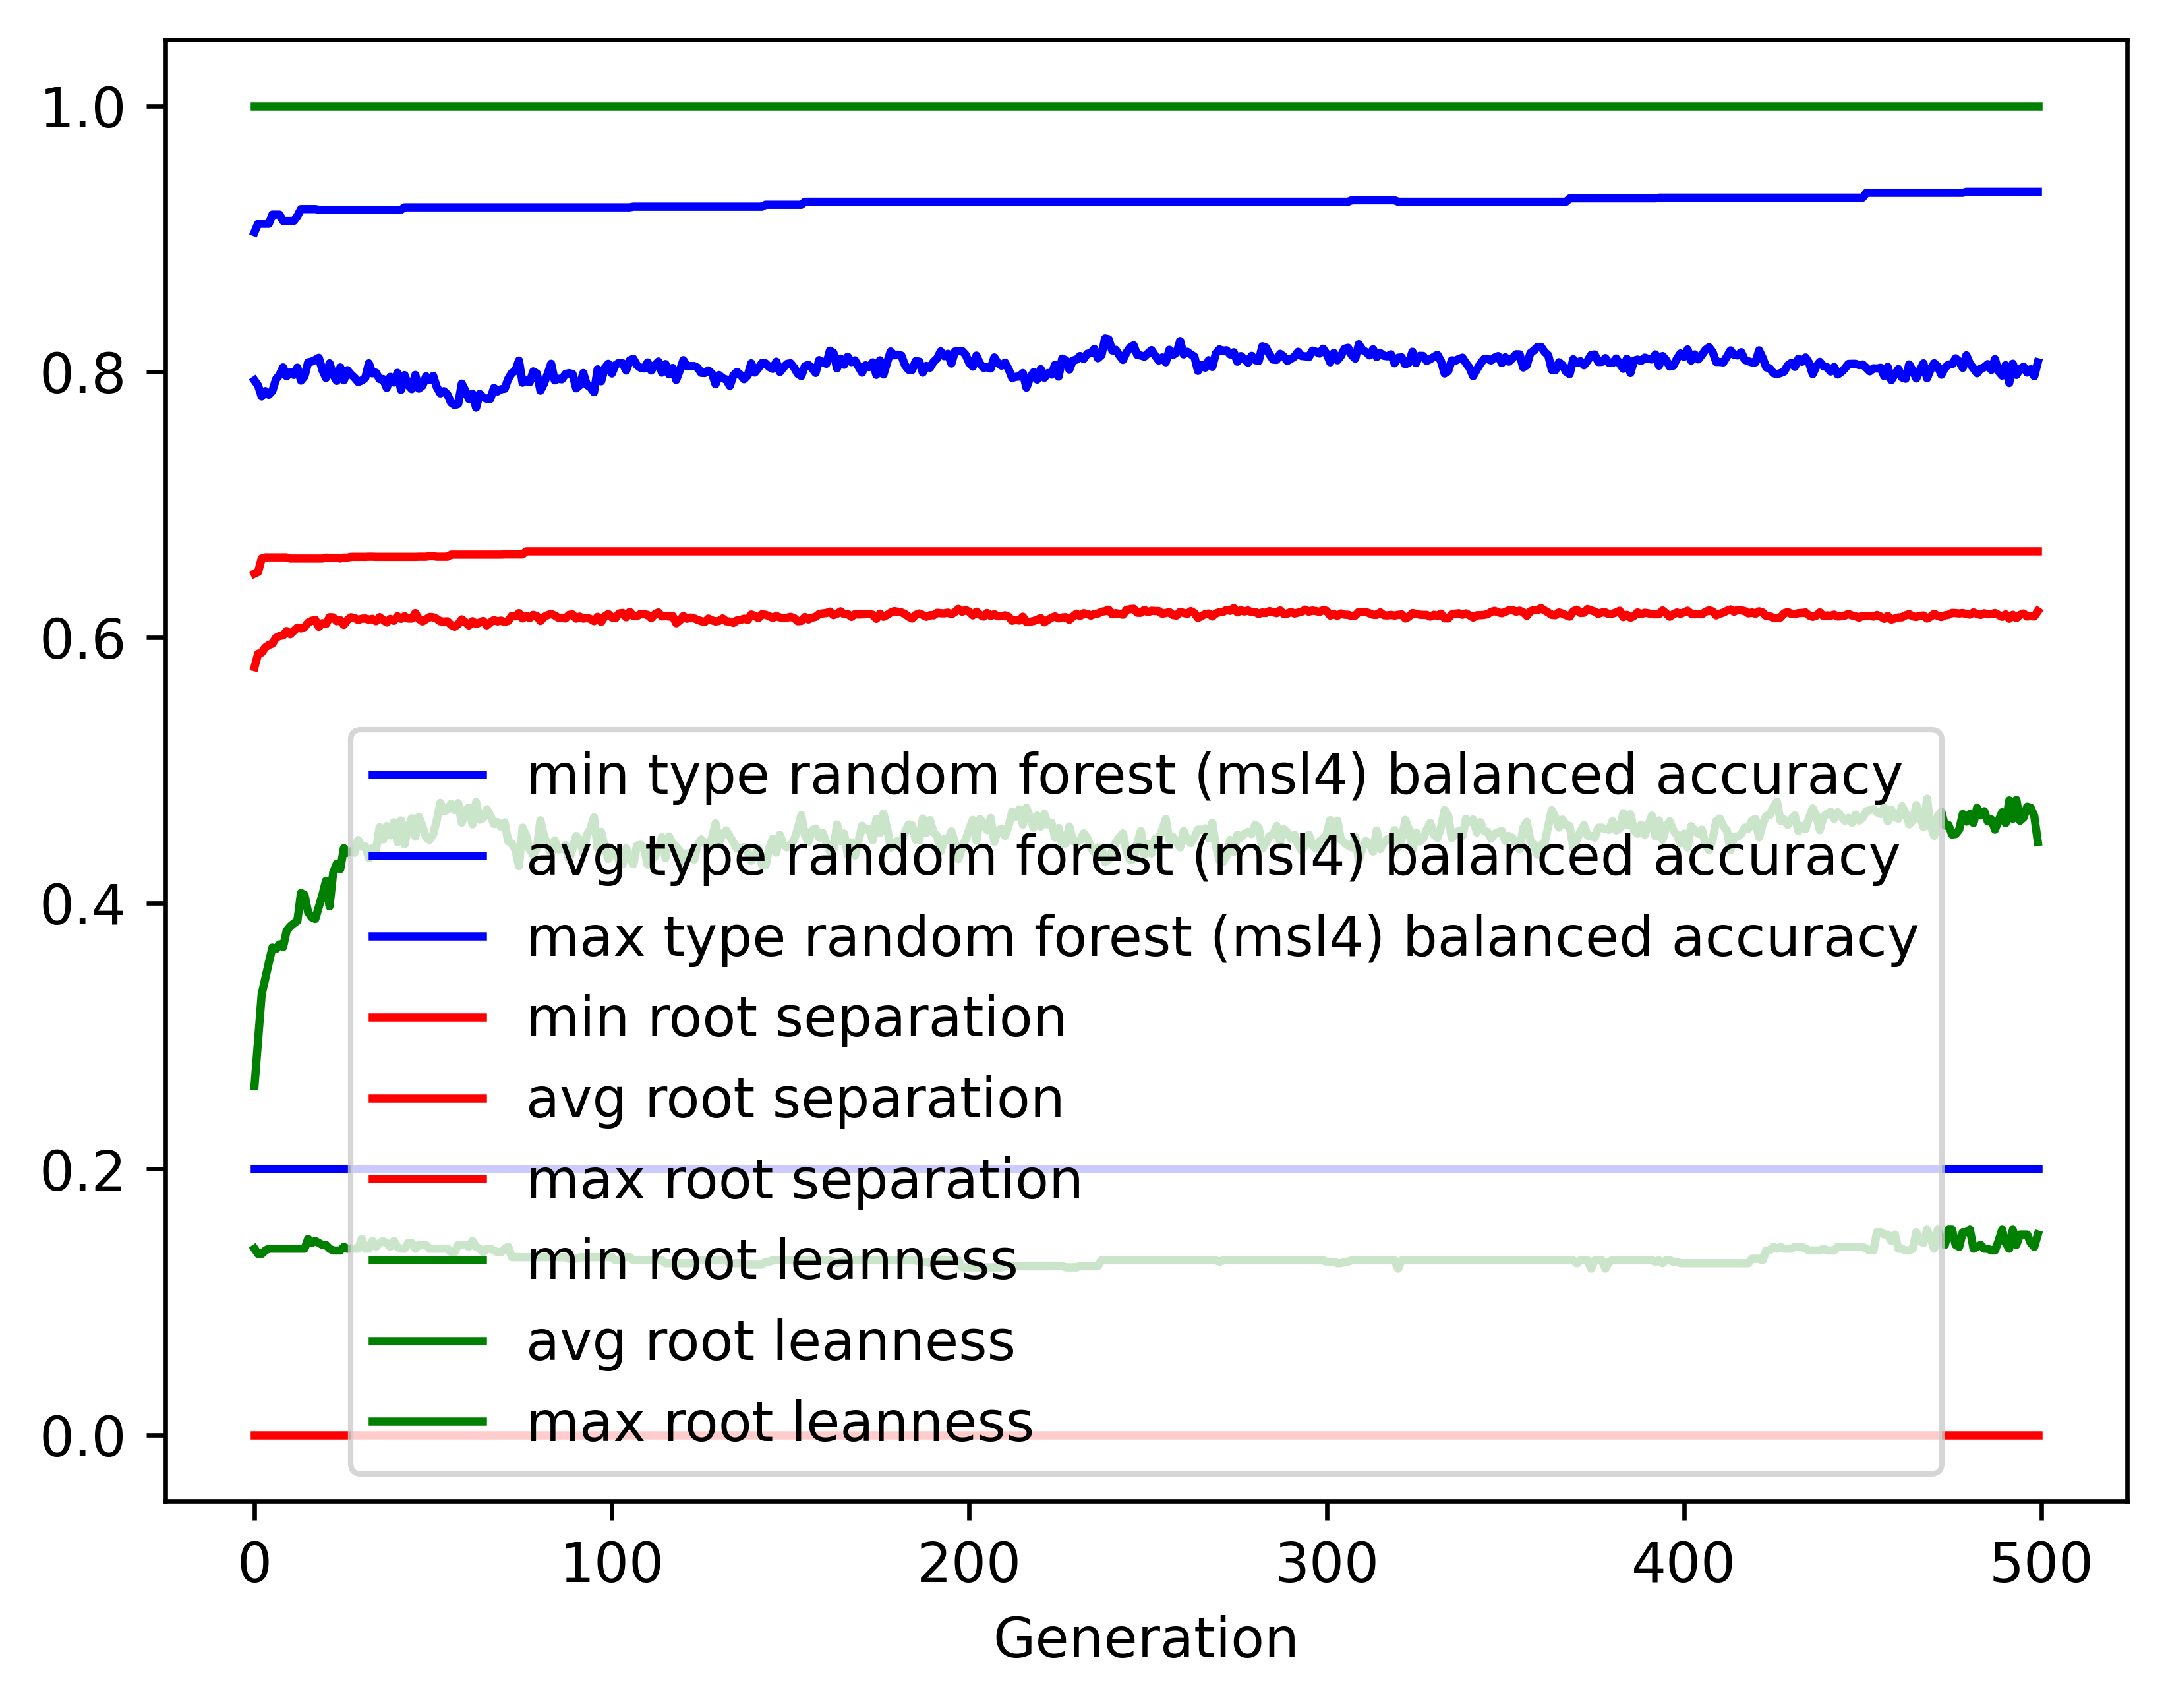 1.0
0.8
0.6
0.4
0.2
0.0
min type random forest (msl4) balanced accuracy
avg type random forest (msl4) balanced accuracy
max type random forest (msl4) balanced accuracy
min root separation
avg root separation
max root separation
min root leanness
avg root leanness
max root leanness
0 100 200 300 400 500
Generation